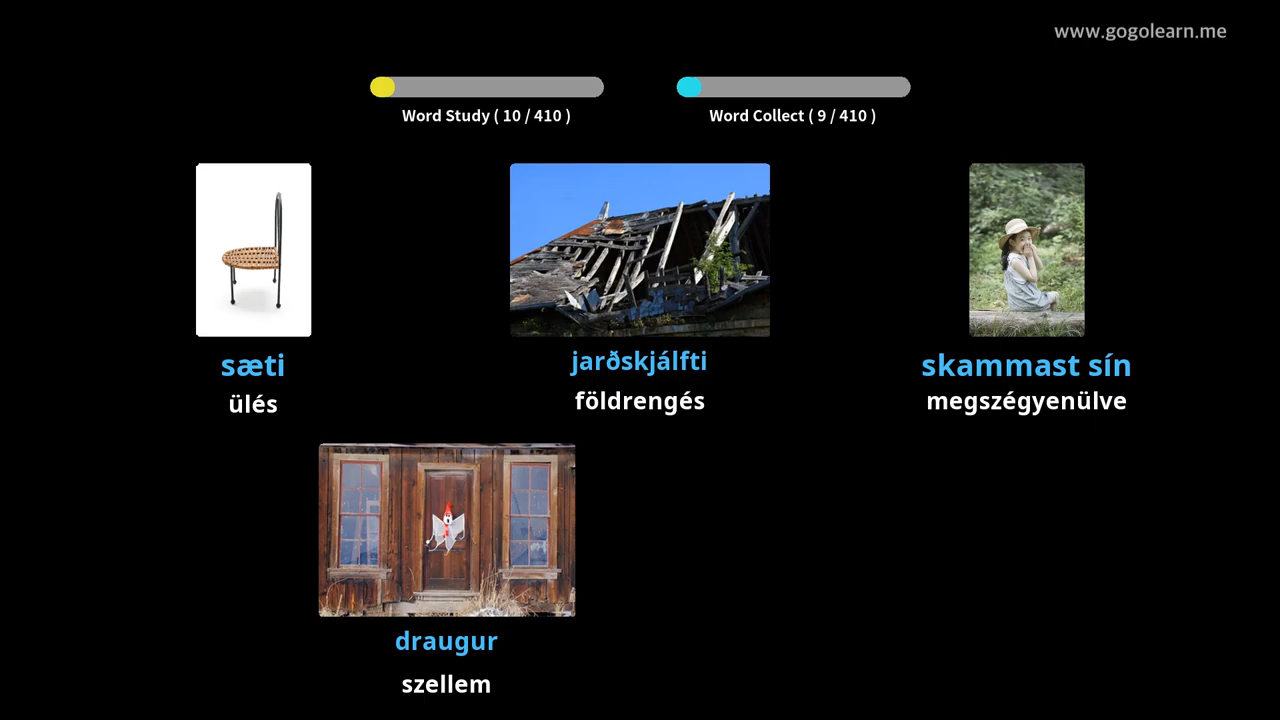 www.gogolearn.me
Word Study ( 10 / 410 )
Word Collect ( 9 / 410 )
sæti
ülés
jarðskjálfti
földrengés
skammast sín
megszégyenülve
draugur
szellem